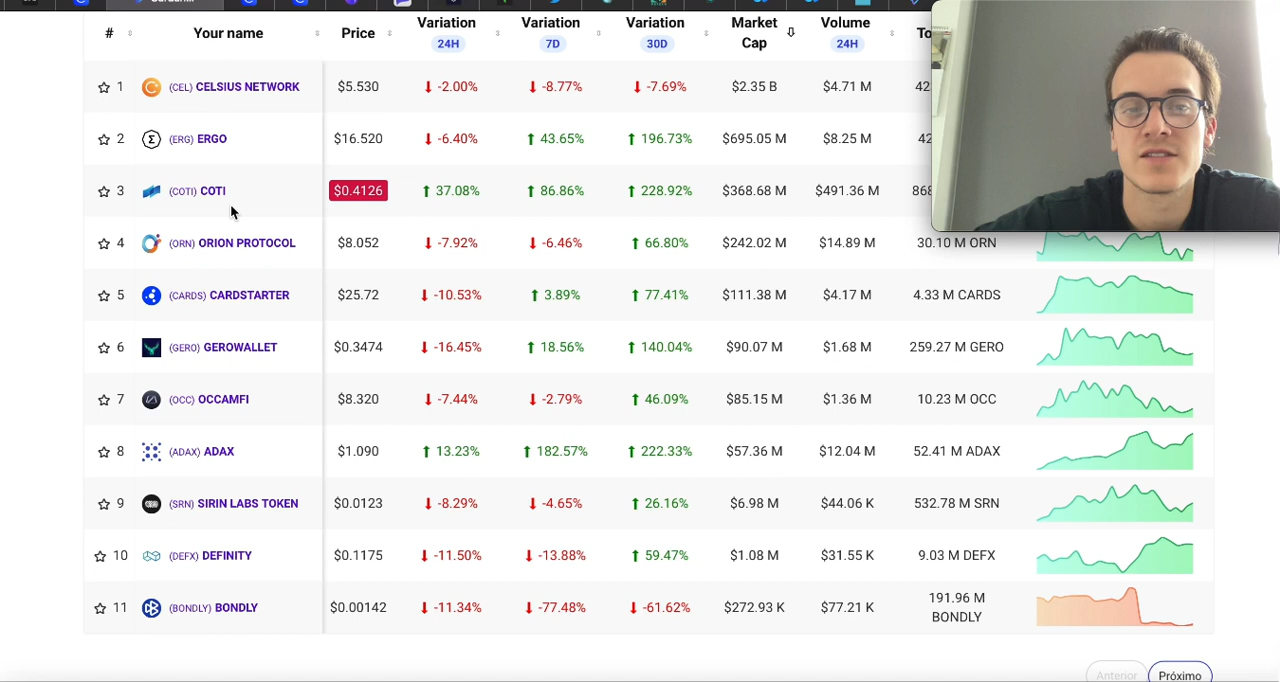 # Your name Price Variation 24H Variation 7D Variation 30D Market Cap Volume 24H To
1 (CEL) CELSIUS NETWORK $5.530 -2.00% -8.77% -7.69% $2.35 B $4.71 M 42
2 (ERG) ERGO $16.520 -6.40% 43.65% 196.73% $695.05 M $8.25 M 42
3 (COTI) COTI $0.4126 37.08% 86.86% 228.92% $368.68 M $491.36 M 868
4 (ORN) ORION PROTOCOL $8.052 -7.92% -6.46% 66.80% $242.02 M $14.89 M 30.10 M ORN
5 (CARDS) CARDSTARTER $25.72 -10.53% 3.89% 77.41% $111.38 M $4.17 M 4.33 M CARDS
6 (GERO) GEROWALLET $0.3474 -16.45% 18.56% 140.04% $90.07 M $1.68 M 259.27 M GERO
7 (OCC) OCCAMFI $8.320 -7.44% -2.79% 46.09% $85.15 M $1.36 M 10.23 M OCC
8 (ADAX) ADAX $1.090 13.23% 182.57% 222.33% $57.36 M $12.04 M 52.41 M ADAX
9 (SRN) SIRIN LABS TOKEN $0.0123 -8.29% -4.65% 26.16% $6.98 M $44.06 K 532.78 M SRN
10 (DEFX) DEFINITY $0.1175 -11.50% -13.88% 59.47% $1.08 M $31.55 K 9.03 M DEFX
11 (BONDLY) BONDLY $0.00142 -11.34% -77.48% -61.62% $272.93 K $77.21 K 191.96 M BONDLY
Anterior Próximo